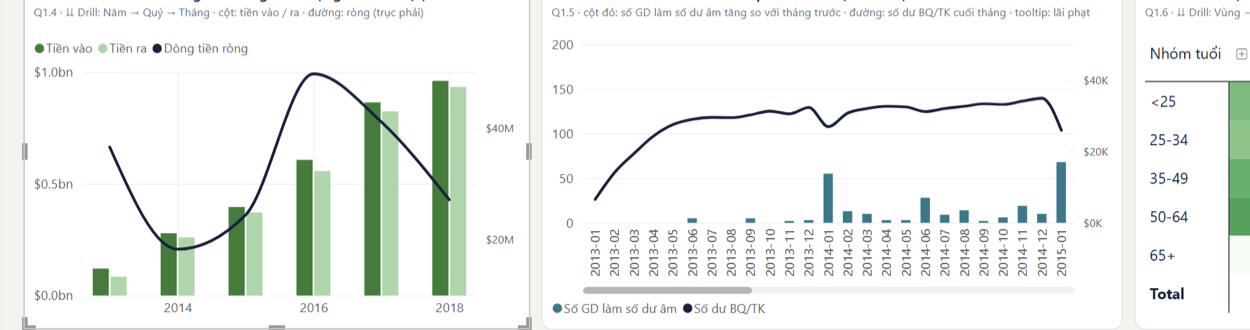 Q1.4 · ⇊ Drill: Năm → Quý → Tháng · cột: tiền vào / ra · đường: ròng (trục phải)
Tiền vào Tiền ra Dòng tiền ròng
$1.0bn
$0.5bn
$0.0bn
$40M
$20M
2014 2016 2018
Q1.5 · cột đỏ: số GD làm số dư âm tăng so với tháng trước · đường: số dư BQ/TK cuối tháng · tooltip: lãi phạt
200
150
100
50
0
$40K
$20K
$0K
2013-01 2013-02 2013-03 2013-04 2013-05 2013-06 2013-07 2013-08 2013-09 2013-10 2013-11 2013-12 2014-01 2014-02 2014-03 2014-04 2014-05 2014-06 2014-07 2014-08 2014-09 2014-10 2014-11 2014-12 2015-01
Số GD làm số dư âm Số dư BQ/TK
Q1.6 · ⇊ Drill: Vùng
Nhóm tuổi
<25
25-34
35-49
50-64
65+
Total